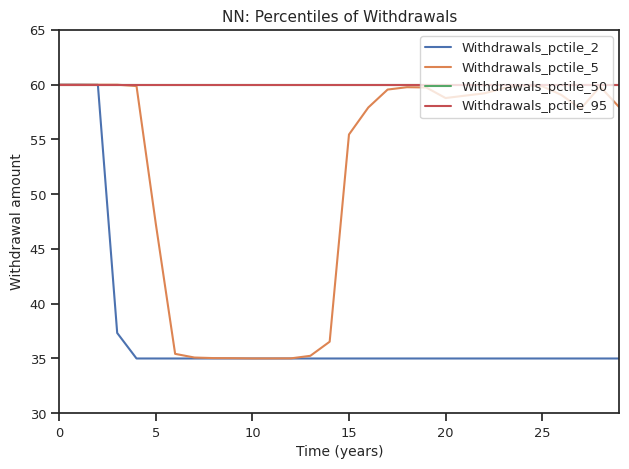 NN: Percentiles of Withdrawals
65
60
55
50
45
40
35
30
Withdrawal amount
Withdrawals_pctile_2
Withdrawals_pctile_5
Withdrawals_pctile_50
Withdrawals_pctile_95
0 5 10 15 20 25
Time (years)